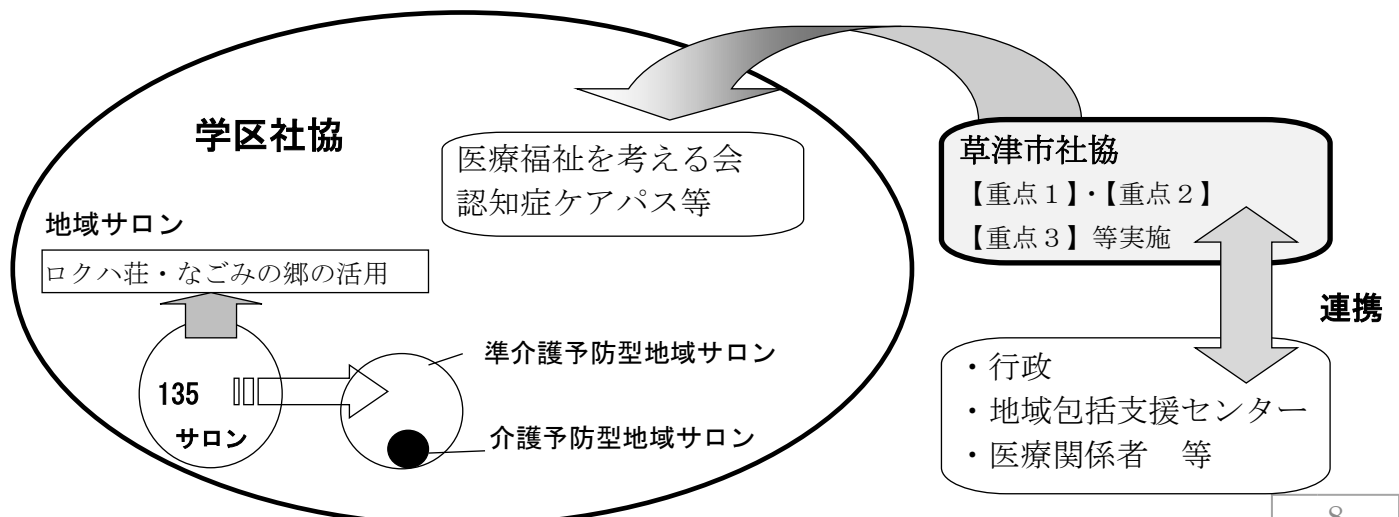 学区社協
医療福祉を考える会
認知症ケアパス等
地域サロン
ロクハ荘・なごみの郷の活用
135
サロン
準介護予防型地域サロン
介護予防型地域サロン
草津市社協
【重点１】・【重点２】
【重点３】等実施
連携
・行政
・地域包括支援センター
・医療関係者　等
8